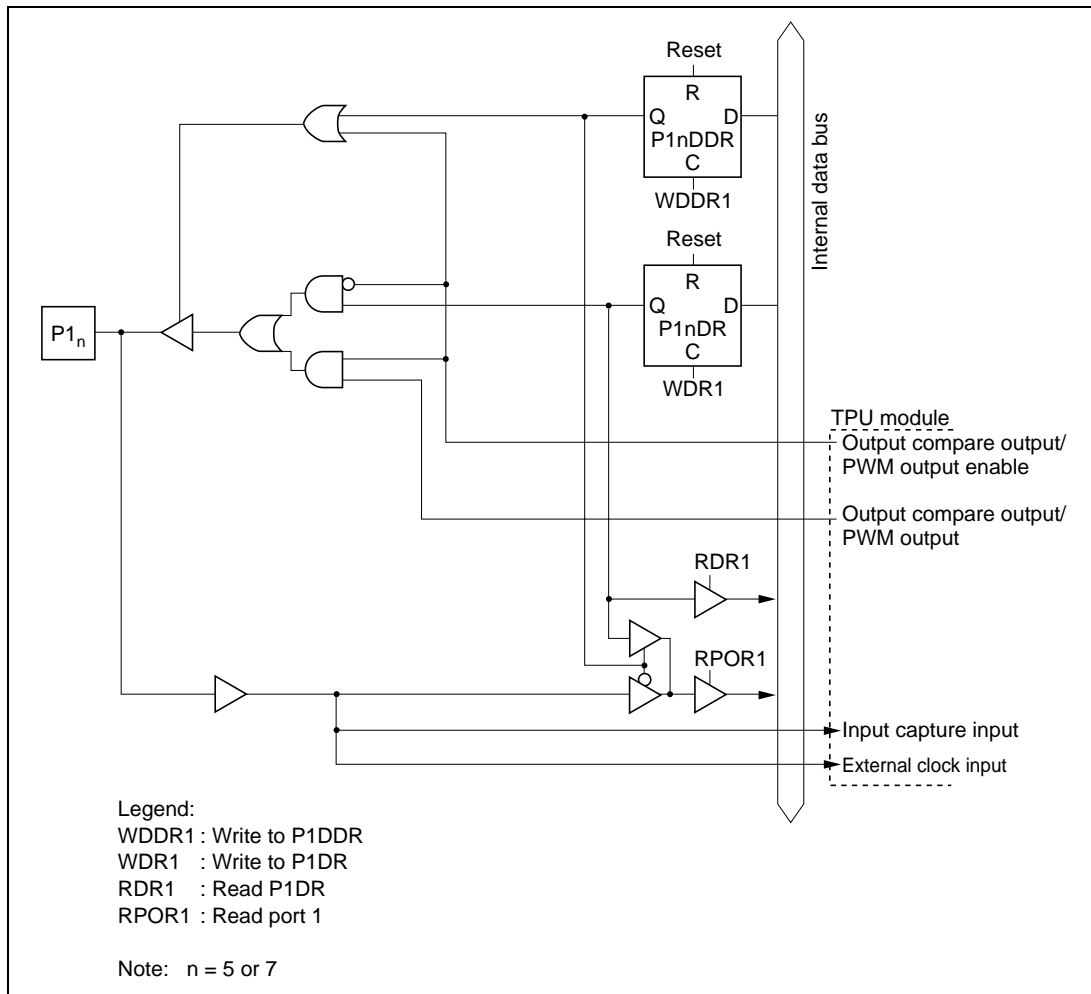 Reset
R
Q D
P1nDDR
C
WDDR1
Internal data bus
Reset
R
Q D
P1nDR
C
WDR1
P1n
TPU module
Output compare output/
PWM output enable
Output compare output/
PWM output
RDR1
RPOR1
Input capture input
External clock input
Legend:
WDDR1 : Write to P1DDR
WDR1 : Write to P1DR
RDR1 : Read P1DR
RPOR1 : Read port 1
Note: n = 5 or 7